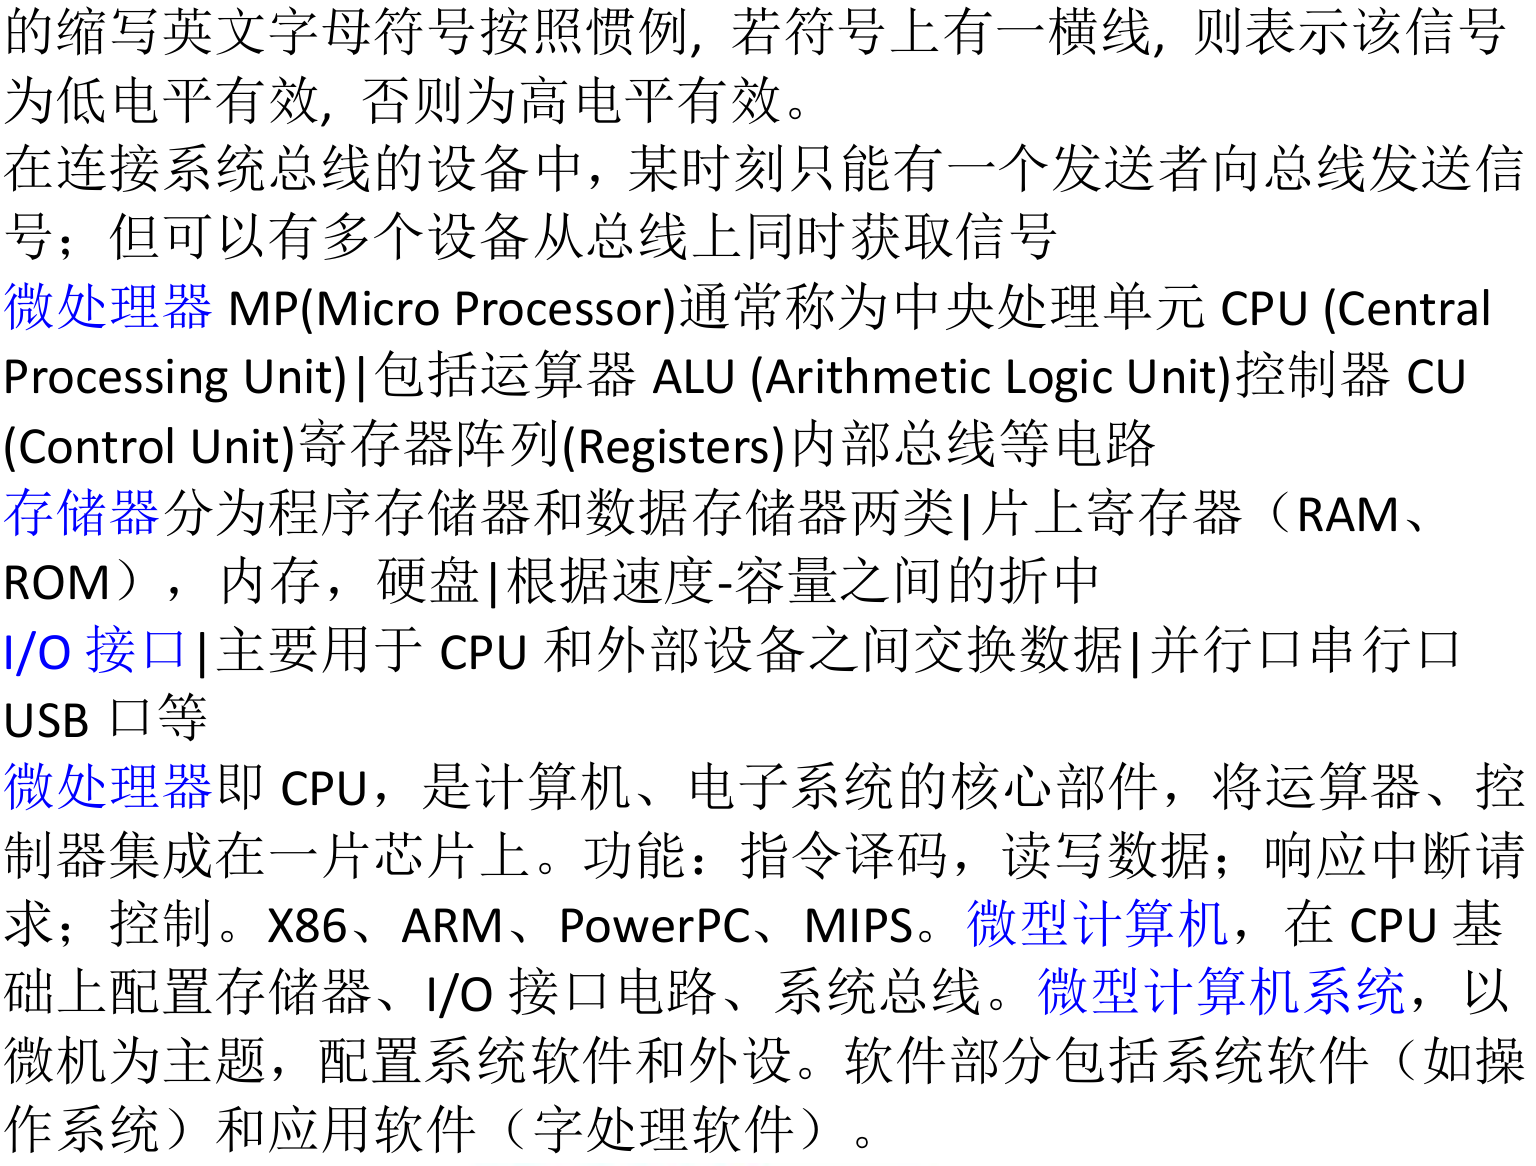 的缩写英文字母符号按照惯例, 若符号上有一横线, 则表示该信号
为低电平有效, 否则为高电平有效。
在连接系统总线的设备中，某时刻只能有一个发送者向总线发送信
号；但可以有多个设备从总线上同时获取信号
微处理器 MP(Micro Processor)通常称为中央处理单元 CPU (Central
Processing Unit)|包括运算器 ALU (Arithmetic Logic Unit)控制器 CU
(Control Unit)寄存器阵列(Registers)内部总线等电路
存储器分为程序存储器和数据存储器两类|片上寄存器（RAM、
ROM），内存，硬盘|根据速度-容量之间的折中
I/O 接口|主要用于 CPU 和外部设备之间交换数据|并行口串行口
USB 口等
微处理器即 CPU，是计算机、电子系统的核心部件，将运算器、控
制器集成在一片芯片上。功能：指令译码，读写数据；响应中断请
求；控制。X86、ARM、PowerPC、MIPS。微型计算机，在 CPU 基
础上配置存储器、I/O 接口电路、系统总线。微型计算机系统，以
微机为主题，配置系统软件和外设。软件部分包括系统软件（如操
作系统）和应用软件（字处理软件）。